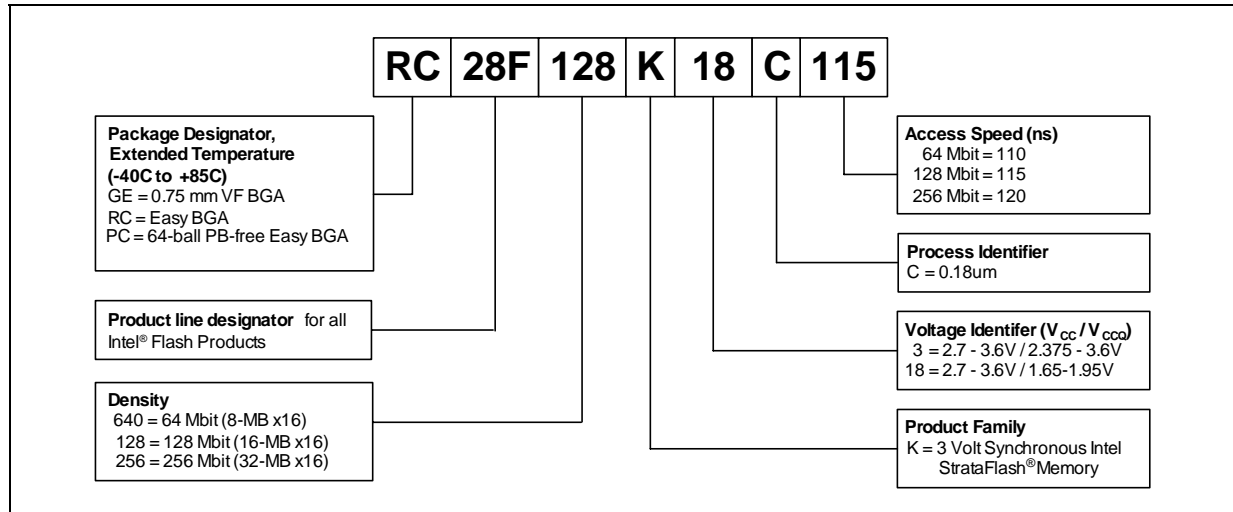 RC 28F 128 K 18 C 115
Package Designator,
Extended Temperature
(-40C to +85C)
GE = 0.75 mm VF BGA
RC = Easy BGA
PC = 64-ball PB-free Easy BGA
Product line designator for all
Intel® Flash Products
Density
640 = 64 Mbit (8-MB x16)
128 = 128 Mbit (16-MB x16)
256 = 256 Mbit (32-MB x16)
Access Speed (ns)
64 Mbit = 110
128 Mbit = 115
256 Mbit = 120
Process Identifier
C = 0.18um
Voltage Identifer (VCC / VCCQ)
3 = 2.7 - 3.6V / 2.375 - 3.6V
18 = 2.7 - 3.6V / 1.65-1.95V
Product Family
K = 3 Volt Synchronous Intel
StrataFlash® Memory